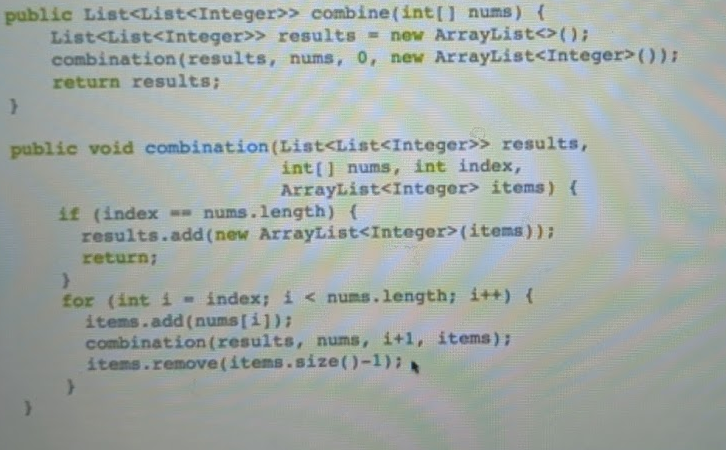 public List<List<Integer>> combine(int[] nums) {
    List<List<Integer>> results = new ArrayList<>();
    combination(results, nums, 0, new ArrayList<Integer>());
    return results;
}
public void combination(List<List<Integer>> results,
                        int[] nums, int index,
                        ArrayList<Integer> items) {
    if (index == nums.length) {
      results.add(new ArrayList<Integer>(items));
      return;
    }
    for (int i = index; i < nums.length; i++) {
      items.add(nums[i]);
      combination(results, nums, i+1, items);
      items.remove(items.size()-1);
    }
}